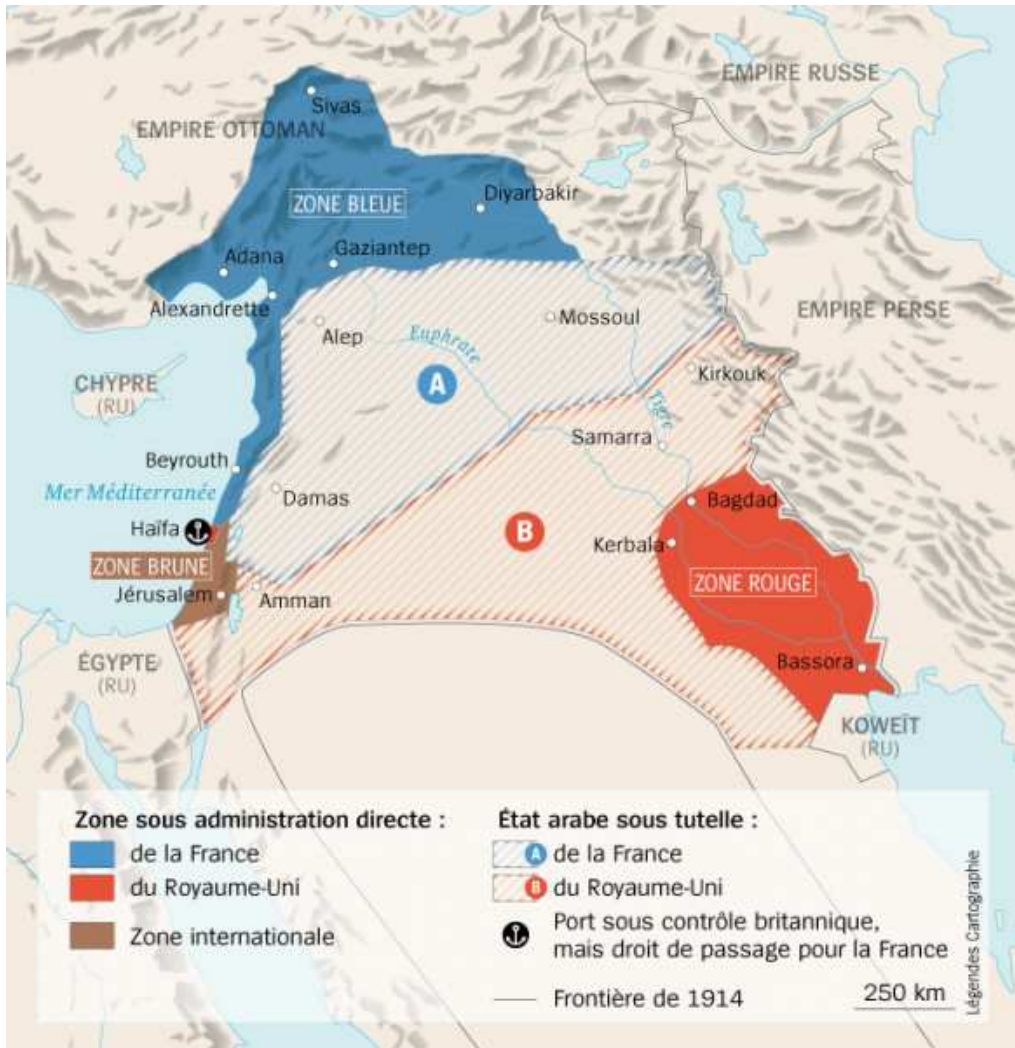 EMPIRE RUSSE
Sivas
EMPIRE OTTOMAN
Diyarbakir
ZONE BLEUE
Adana
Gaziantep
Alexandrette
Mossoul
EMPIRE PERSE
Alep
Euphrate
CHYPRE
(RU)
A
Kirkouk
Tigre
Samarra
Beyrouth
Mer Méditerranée
Damas
Bagdad
Haïfa
B
Kerbala
ZONE BRUNE
ZONE ROUGE
Jérusalem
Amman
ÉGYPTE
(RU)
Bassora
KOWEÏT
(RU)
Zone sous administration directe :
de la France
du Royaume-Uni
Zone internationale
État arabe sous tutelle :
A de la France
B du Royaume-Uni
Port sous contrôle britannique,
mais droit de passage pour la France
Frontière de 1914
250 km
Légendes Cartographie